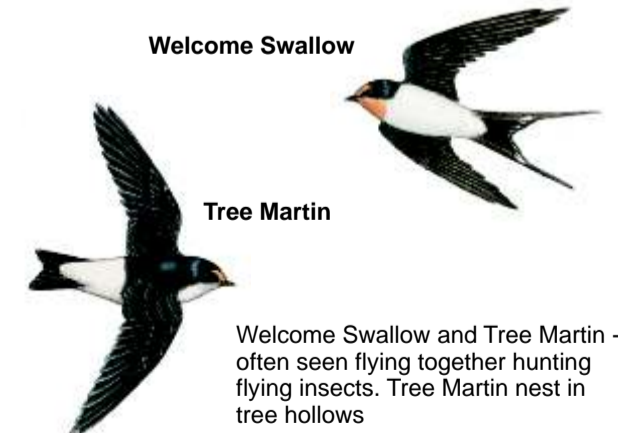 Welcome Swallow
Tree Martin
Welcome Swallow and Tree Martin -
often seen flying together hunting
flying insects. Tree Martin nest in
tree hollows